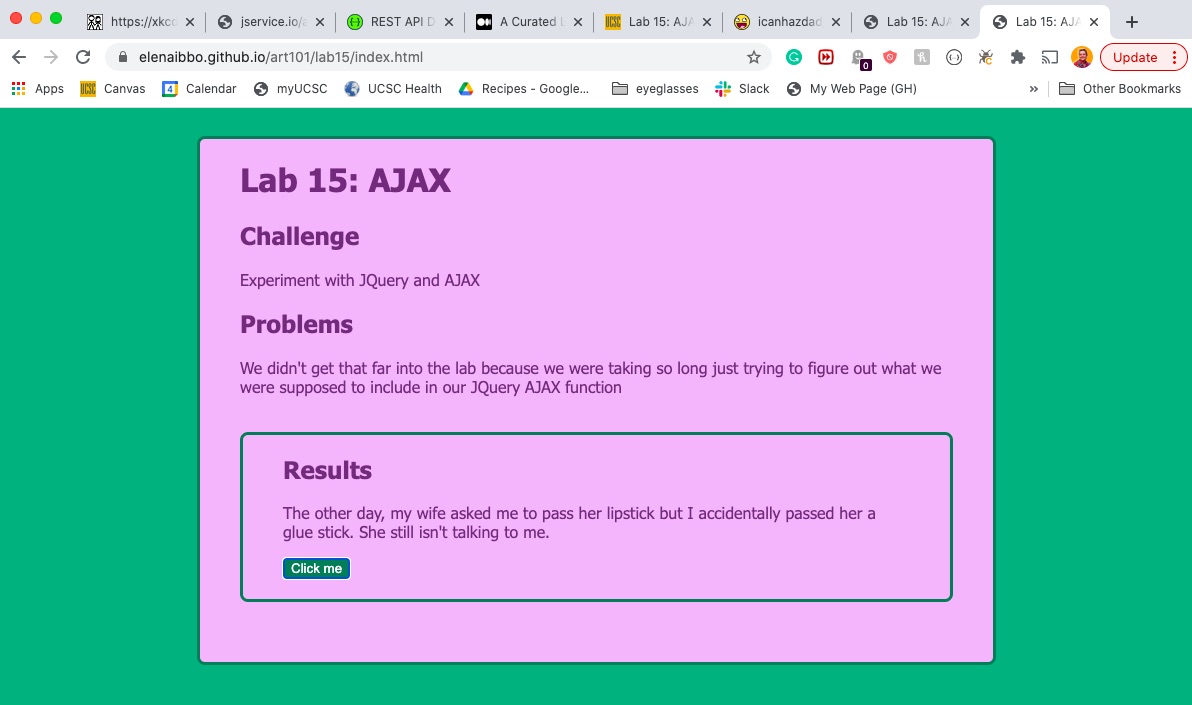 https://xkcd
jservice.io/a
REST API D
A Curated L
Lab 15: AJA
icanhazdad
Lab 15: AJA
Lab 15: AJA
elenaibbo.github.io/art101/lab15/index.html
0
Update
Apps
UCSC
Canvas
4
Calendar
myUCSC
UCSC Health
Recipes - Google...
eyeglasses
Slack
My Web Page (GH)
»
Other Bookmarks
Lab 15: AJAX
Challenge
Experiment with JQuery and AJAX
Problems
We didn't get that far into the lab because we were taking so long just trying to figure out what we
were supposed to include in our JQuery AJAX function
Results
The other day, my wife asked me to pass her lipstick but I accidentally passed her a
glue stick. She still isn't talking to me.
Click me